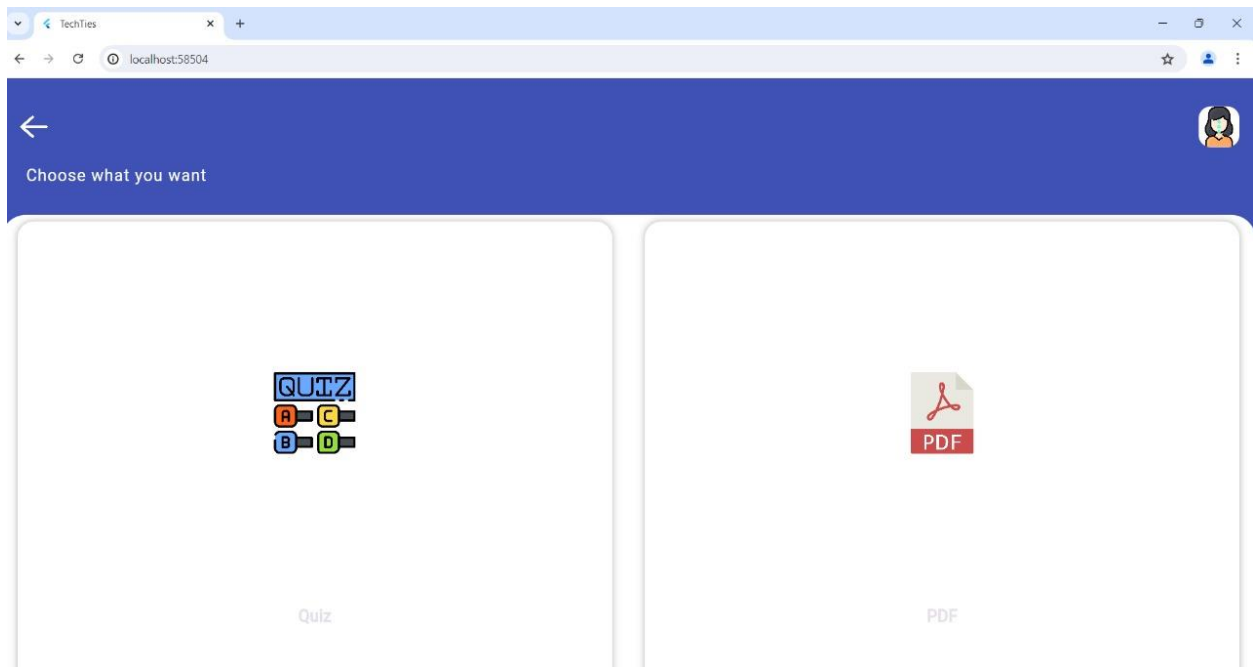 TechTies
localhost:58504
Choose what you want
QUIZ
A C
B D
PDF
Quiz
PDF